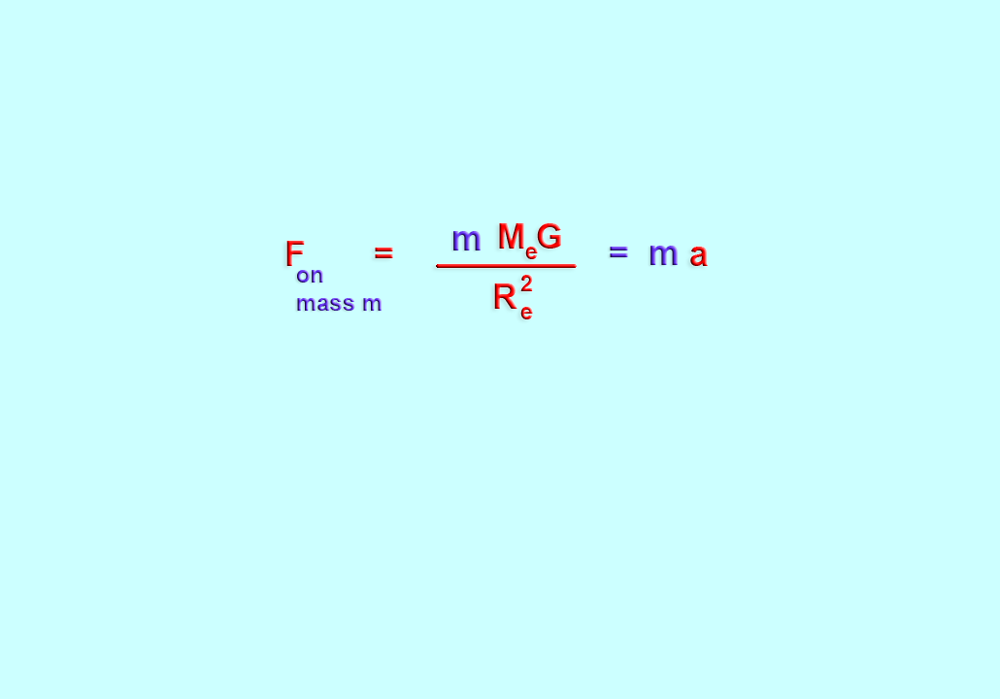 F on mass m = m MeG / Re² = m a